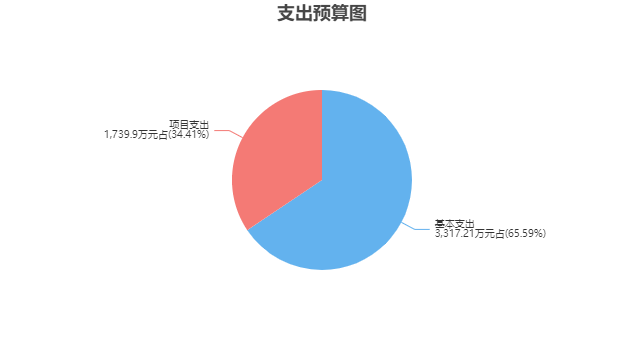 支出预算图
项目支出
1,739.9万元占(34.41%)
基本支出
3,317.21万元占(65.59%)